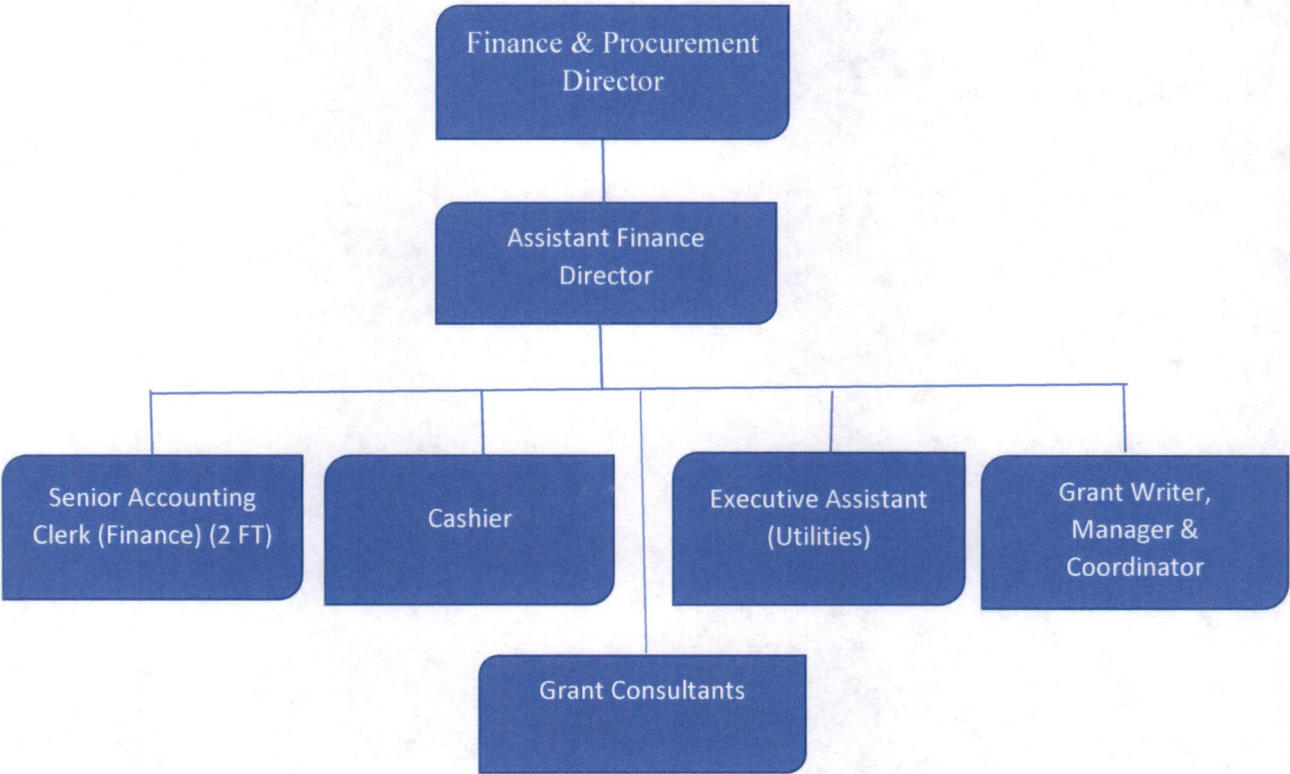 Finance & Procurement
Director
Assistant Finance
Director
Senior Accounting
Clerk (Finance) (2 FT)
Cashier
Executive Assistant
(Utilities)
Grant Writer,
Manager &
Coordinator
Grant Consultants